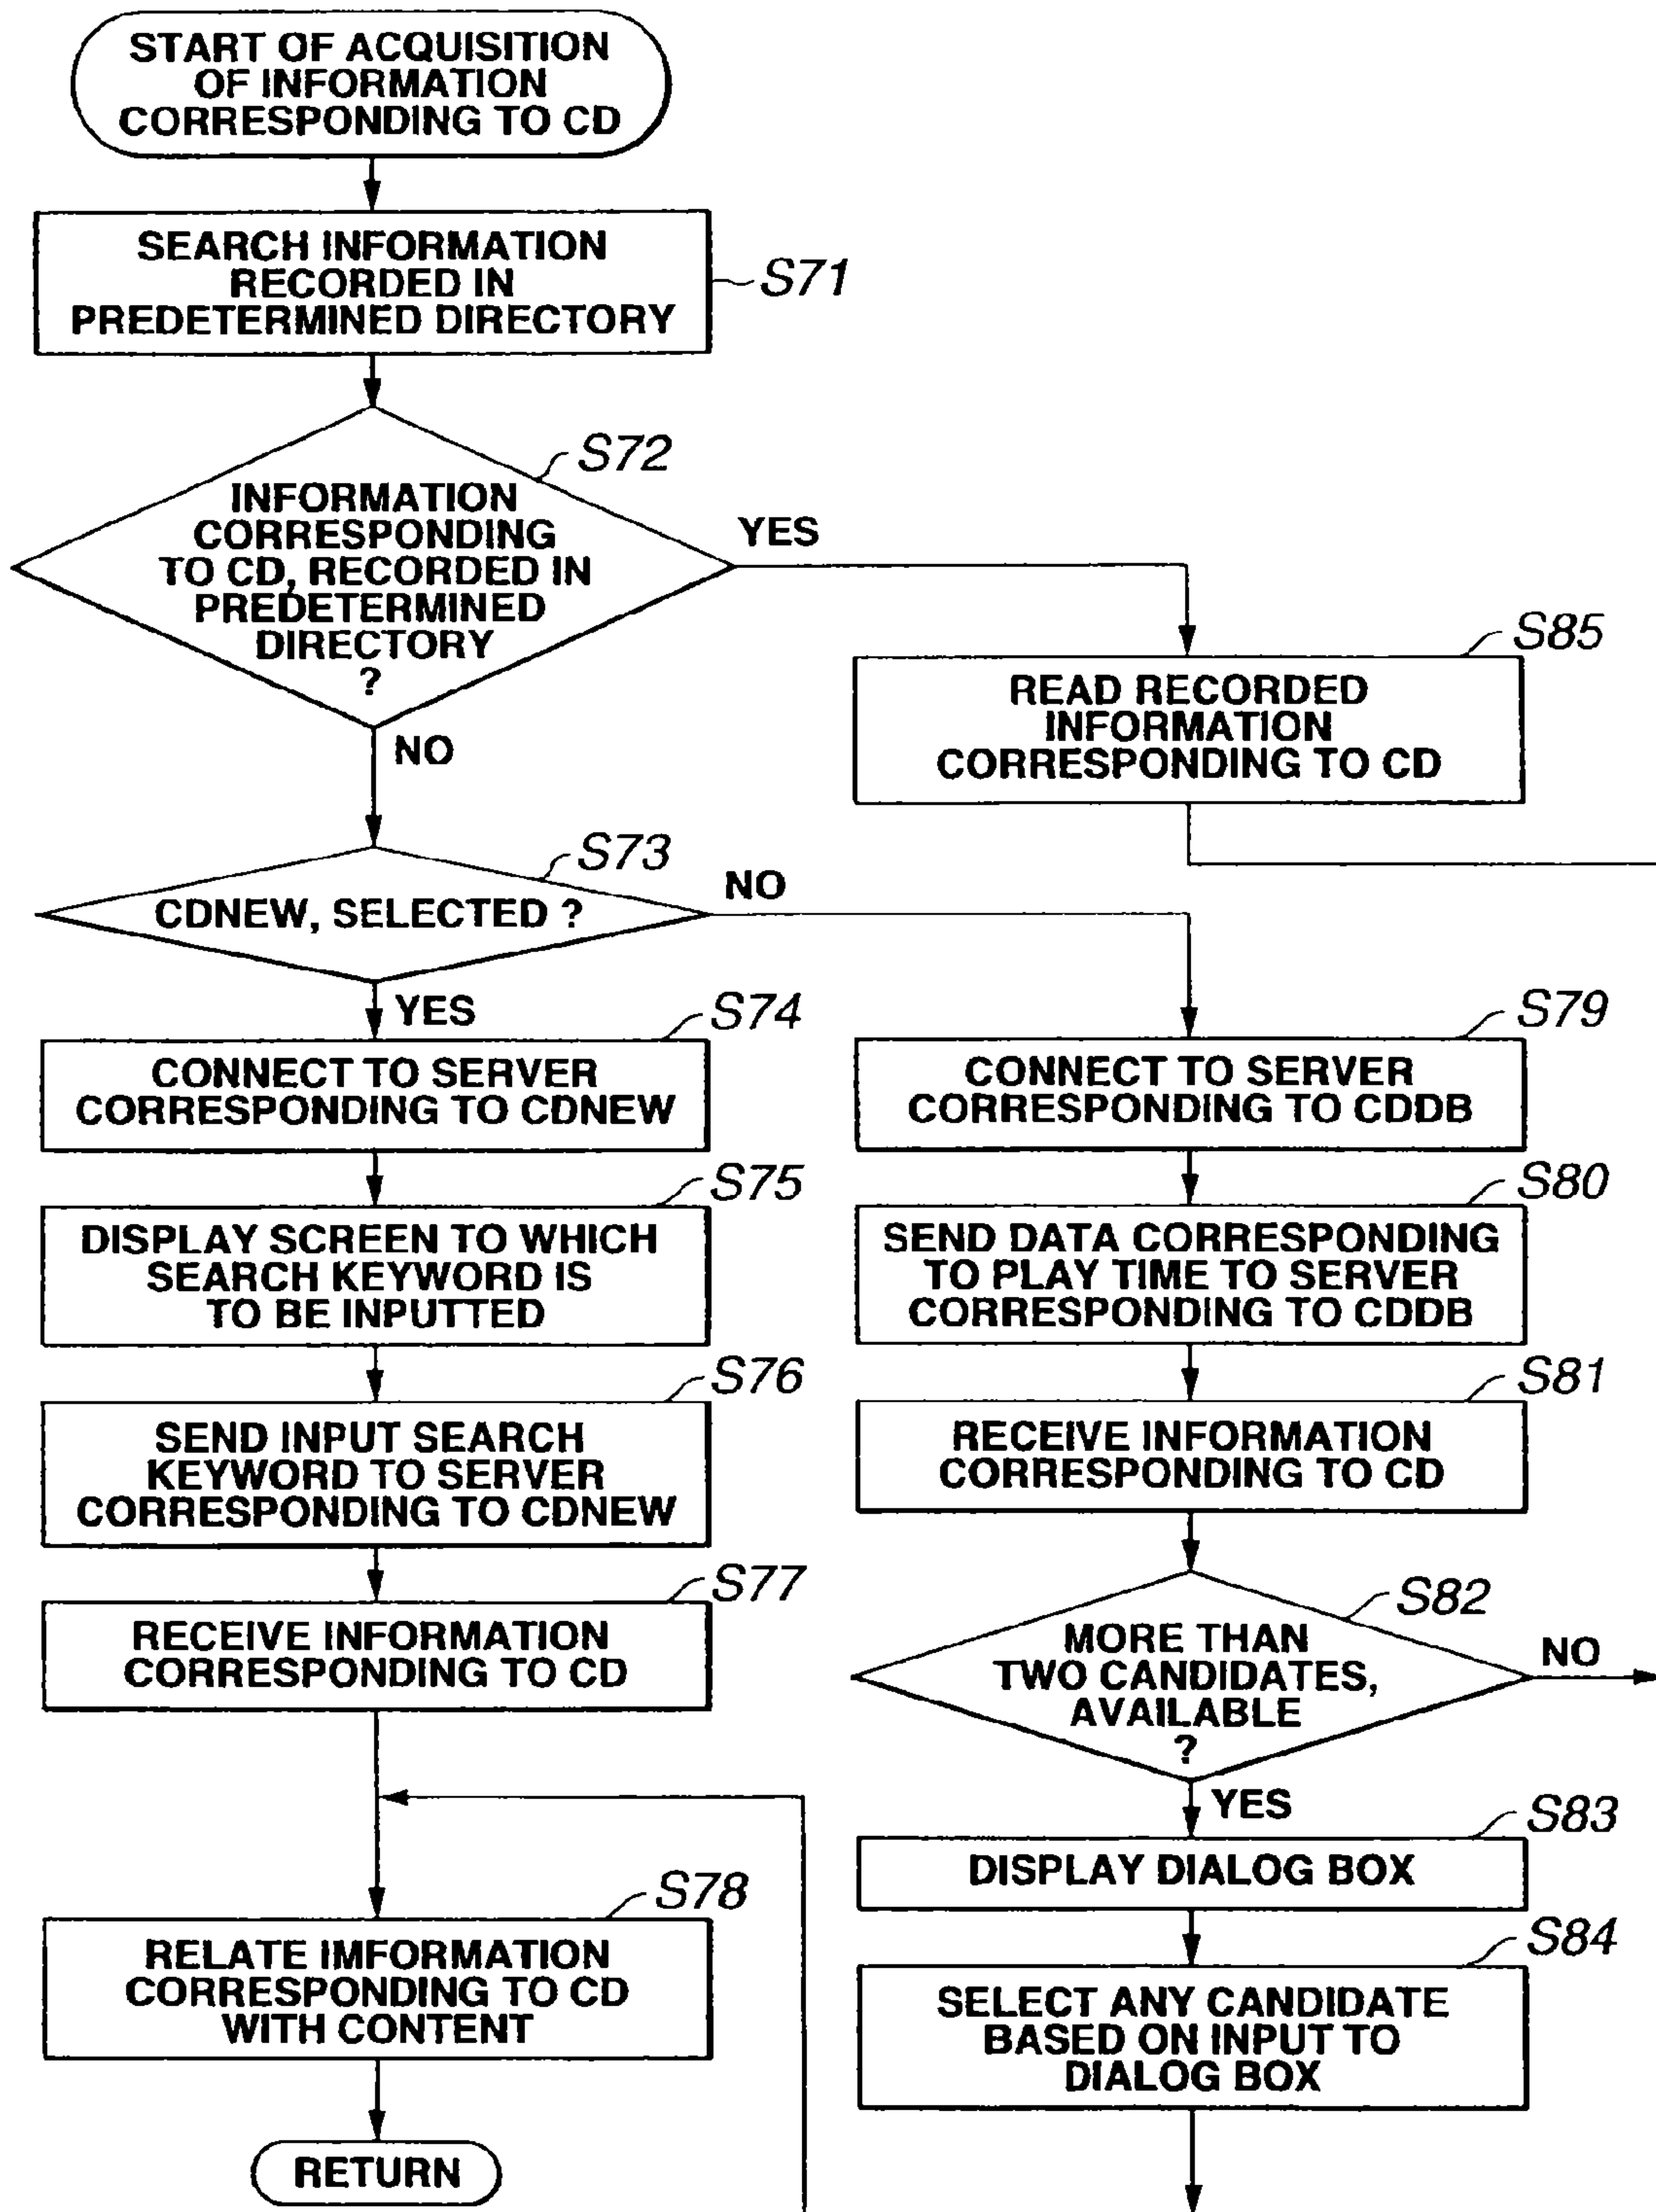 START OF ACQUISITION
OF INFORMATION
CORRESPONDING TO CD
SEARCH INFORMATION
RECORDED IN
PREDETERMINED DIRECTORY
S71
S72
INFORMATION
CORRESPONDING
TO CD, RECORDED IN
PREDETERMINED
DIRECTORY
?
YES
NO
S85
READ RECORDED
INFORMATION
CORRESPONDING TO CD
S73
CDNEW, SELECTED ?
NO
YES
S74
CONNECT TO SERVER
CORRESPONDING TO CDNEW
S75
DISPLAY SCREEN TO WHICH
SEARCH KEYWORD IS
TO BE INPUTTED
S76
SEND INPUT SEARCH
KEYWORD TO SERVER
CORRESPONDING TO CDNEW
S77
RECEIVE INFORMATION
CORRESPONDING TO CD
S78
RELATE IMFORMATION
CORRESPONDING TO CD
WITH CONTENT
RETURN
S79
CONNECT TO SERVER
CORRESPONDING TO CDDB
S80
SEND DATA CORRESPONDING
TO PLAY TIME TO SERVER
CORRESPONDING TO CDDB
S81
RECEIVE INFORMATION
CORRESPONDING TO CD
S82
MORE THAN
TWO CANDIDATES,
AVAILABLE
?
NO
YES
S83
DISPLAY DIALOG BOX
S84
SELECT ANY CANDIDATE
BASED ON INPUT TO
DIALOG BOX